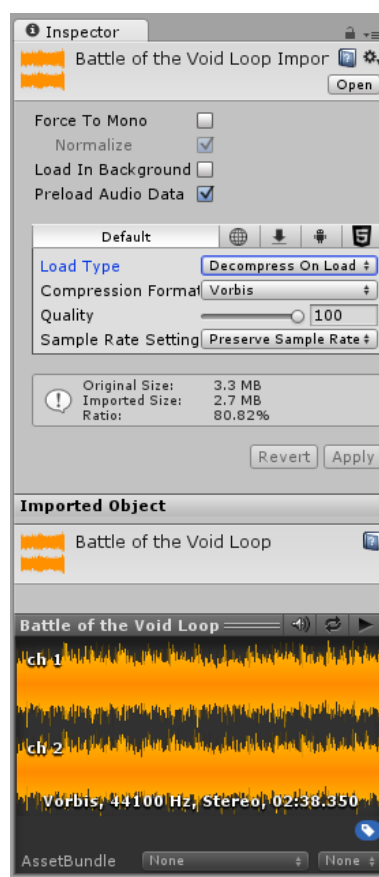 Inspector
Battle of the Void Loop Impor
Open
Force To Mono
Normalize
Load In Background
Preload Audio Data
Default
Load Type Decompress On Load
Compression Format Vorbis
Quality 100
Sample Rate Setting Preserve Sample Rate
Original Size: 3.3 MB
Imported Size: 2.7 MB
Ratio: 80.82%
Revert Apply
Imported Object
Battle of the Void Loop
Battle of the Void Loop
ch 1
ch 2
Vorbis, 44100 Hz, Stereo, 02:38.350
AssetBundle None None